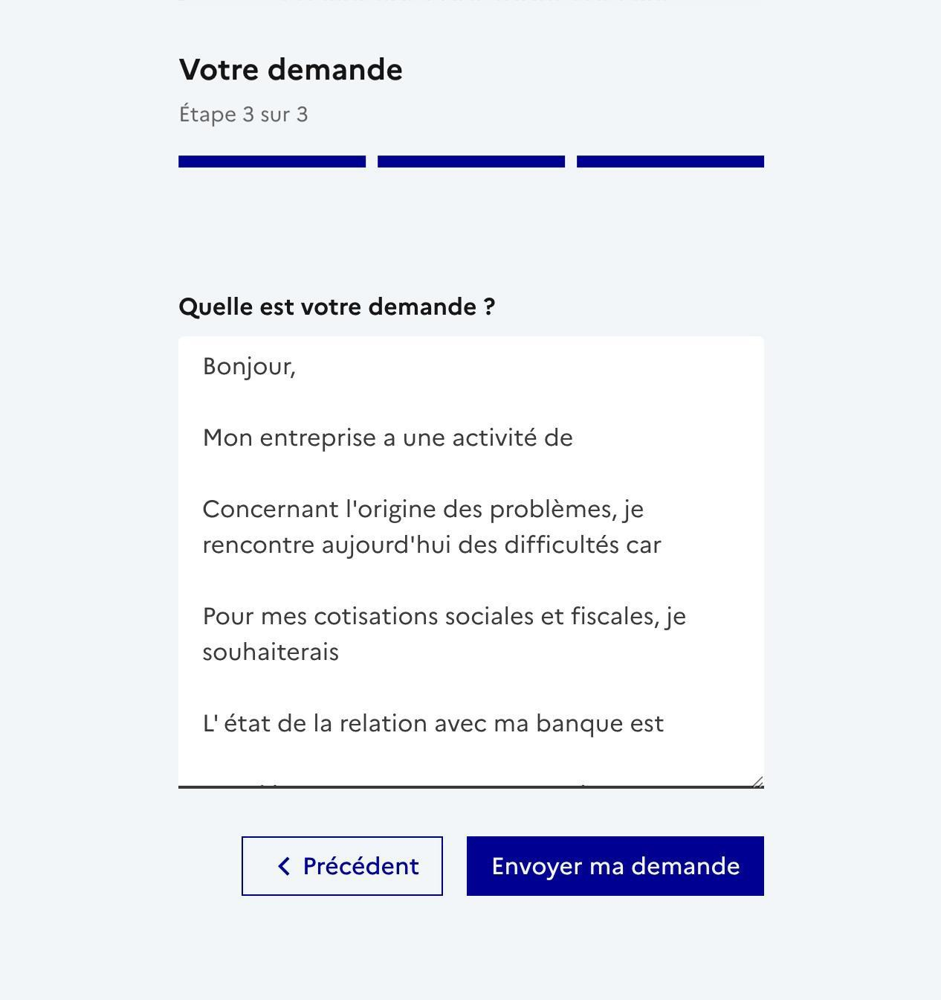 Votre demande
Étape 3 sur 3
Quelle est votre demande ?
Bonjour,
Mon entreprise a une activité de
Concernant l'origine des problèmes, je
rencontre aujourd'hui des difficultés car
Pour mes cotisations sociales et fiscales, je
souhaiterais
L' état de la relation avec ma banque est
Précédent
Envoyer ma demande